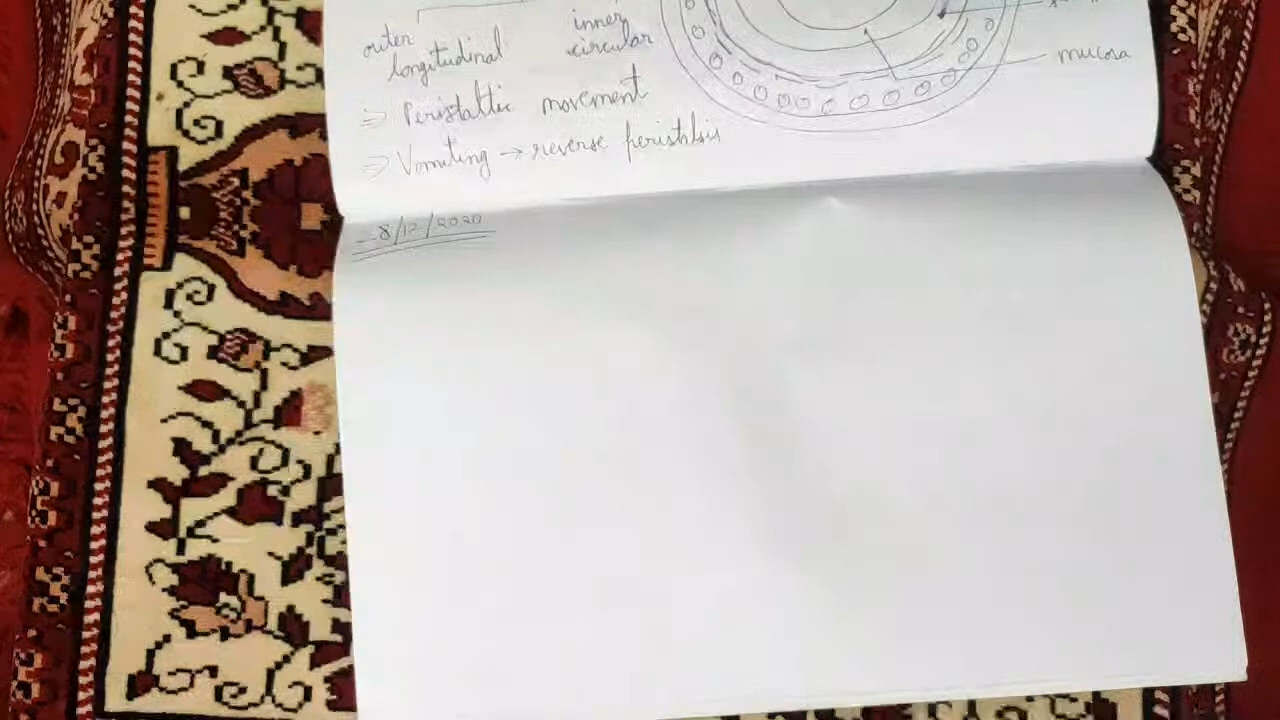 outer
longitudinal
inner
circular
mucosa
⇒ Peristaltic movement
⇒ Vomiting → reverse peristalsis
8/12/2020